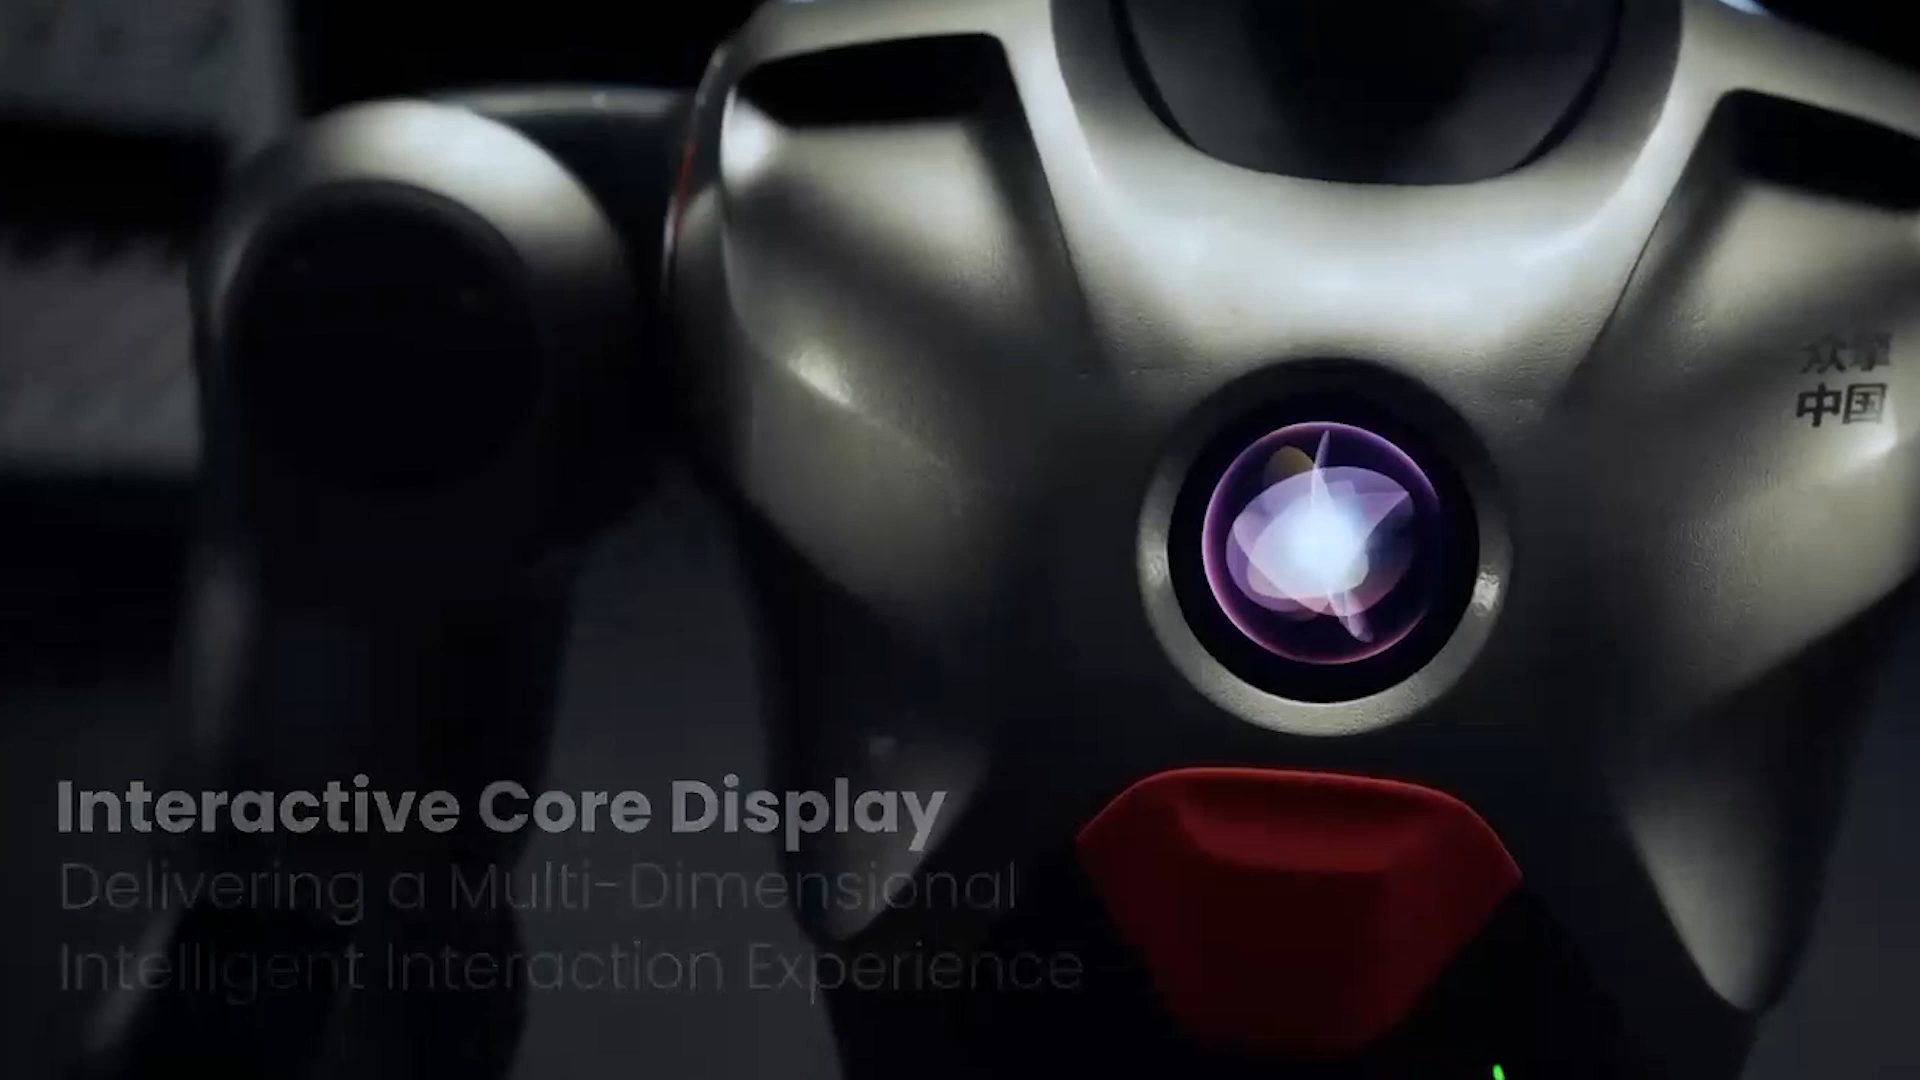 众擎
中国
Interactive Core Display
Delivering a Multi-Dimensional
Intelligent Interaction Experience